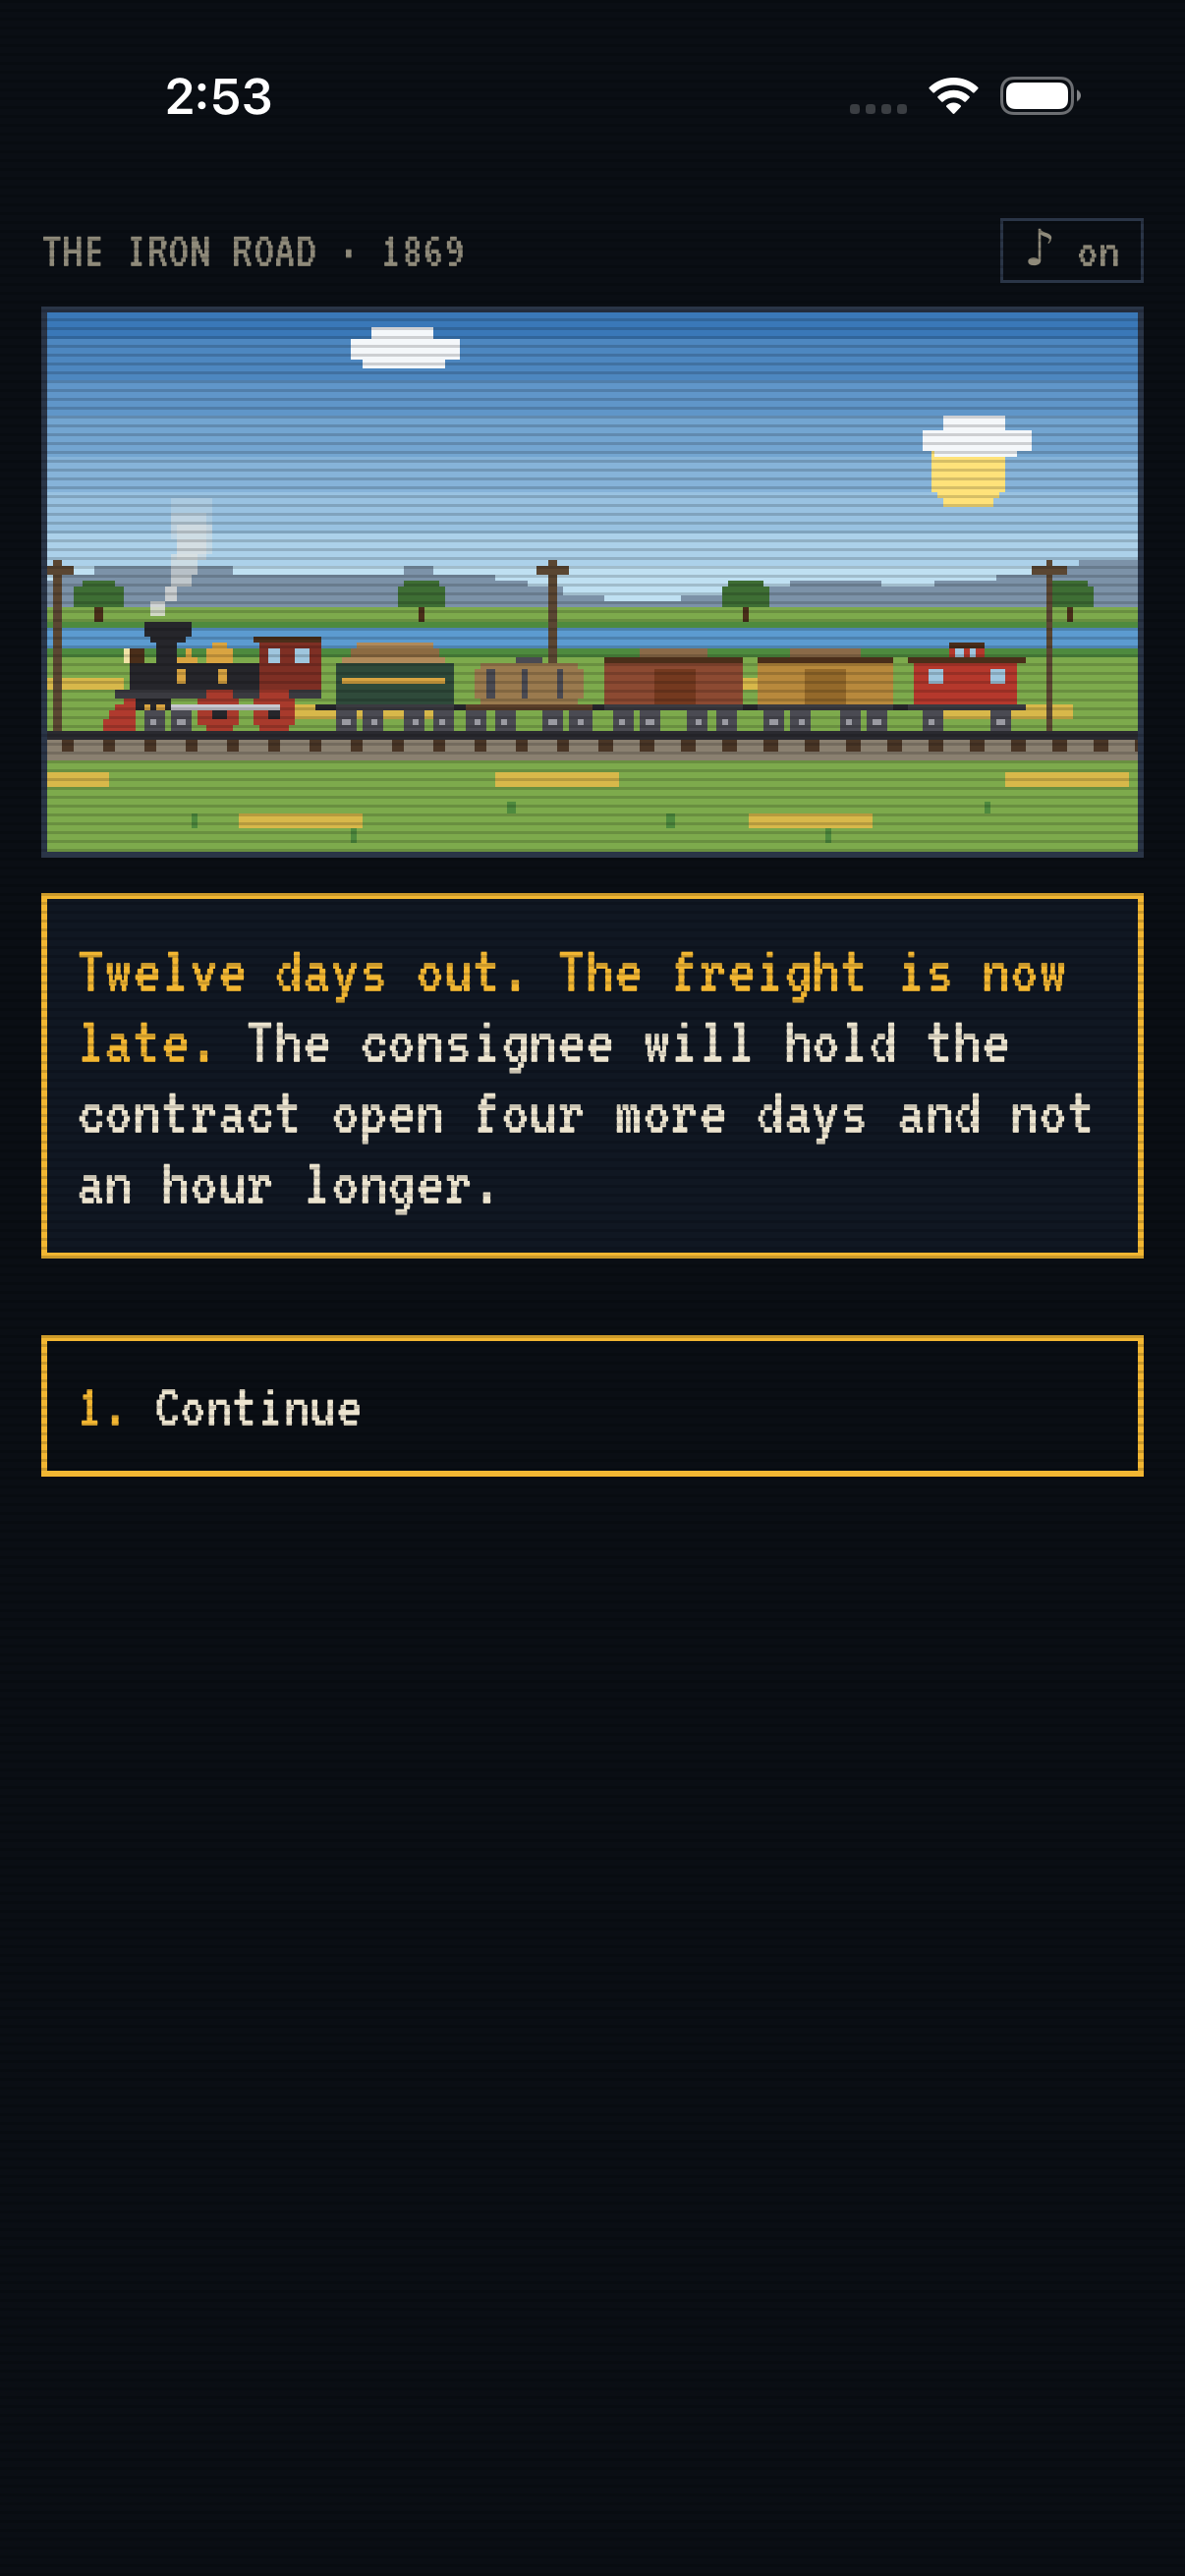 2:53
THE IRON ROAD · 1869
♪ on
Twelve days out. The freight is now
late. The consignee will hold the
contract open four more days and not
an hour longer.
1. Continue